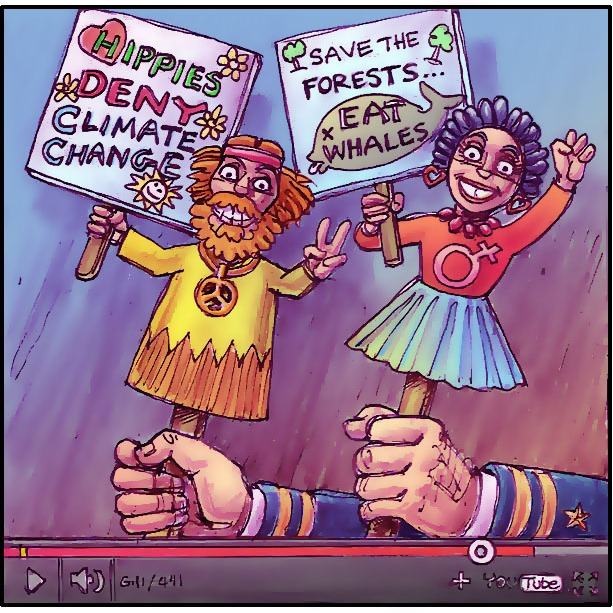 HIPPIES
DENY
CLIMATE
CHANGE
SAVE THE
FORESTS...
EAT
WHALES
YOUTube